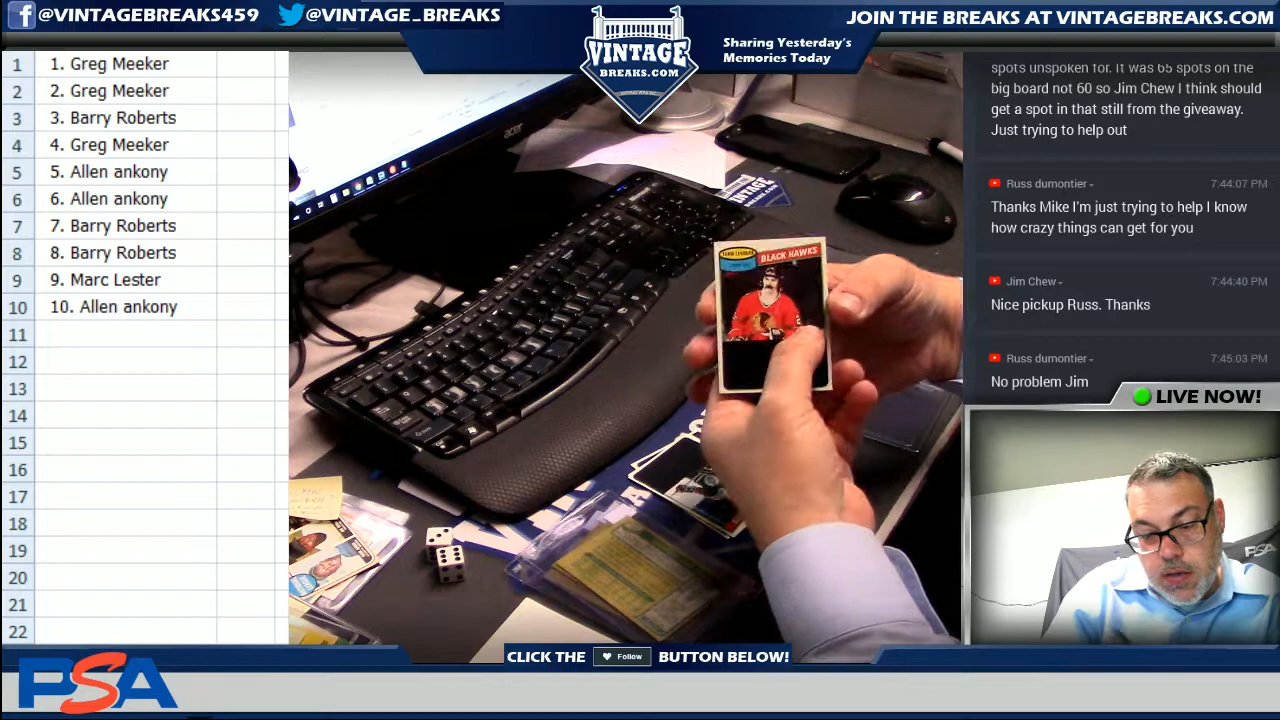 @VINTAGEBREAKS459
@VINTAGE_BREAKS
VINTAGE
BREAKS.COM
Sharing Yesterday's
Memories Today
JOIN THE BREAKS AT VINTAGEBREAKS.COM
1 1. Greg Meeker
2 2. Greg Meeker
3 3. Barry Roberts
4 4. Greg Meeker
5 5. Allen ankony
6 6. Allen ankony
7 7. Barry Roberts
8 8. Barry Roberts
9 9. Marc Lester
10 10. Allen ankony
11
12
13
14
15
16
17
18
19
20
21
22
acer
VINTAGE
BLACK HAWKS
spots unspoken for. It was 65 spots on the
big board not 60 so Jim Chew I think should
get a spot in that still from the giveaway.
Just trying to help out
Russ dumontier 7:44:07 PM
Thanks Mike I'm just trying to help I know
how crazy things can get for you
Jim Chew 7:44:40 PM
Nice pickup Russ. Thanks
Russ dumontier 7:45:03 PM
No problem Jim
LIVE NOW!
PSA
CLICK THE Follow BUTTON BELOW!
PSA